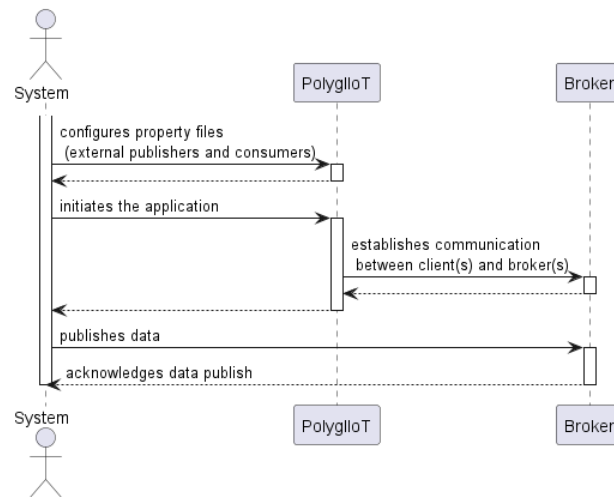 System
PolyglIoT
Broker
configures property files
(external publishers and consumers)
initiates the application
establishes communication
between client(s) and broker(s)
publishes data
acknowledges data publish
System
PolyglIoT
Broker